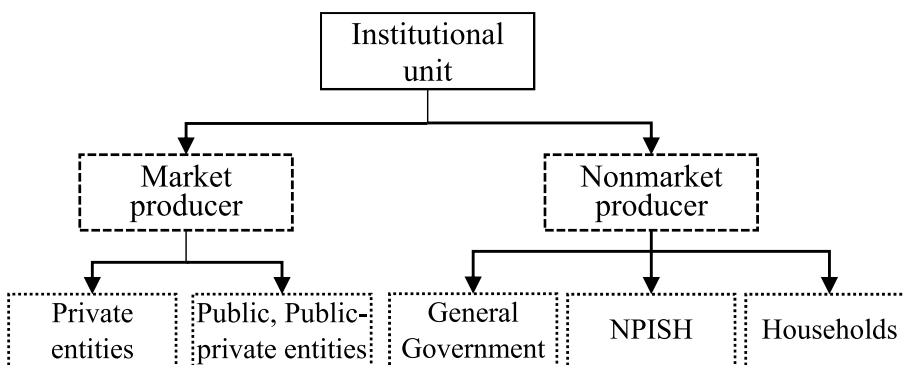 Institutional
unit
Market
producer
Nonmarket
producer
Private
entities
Public, Public-
private entities
General
Government
NPISH
Households